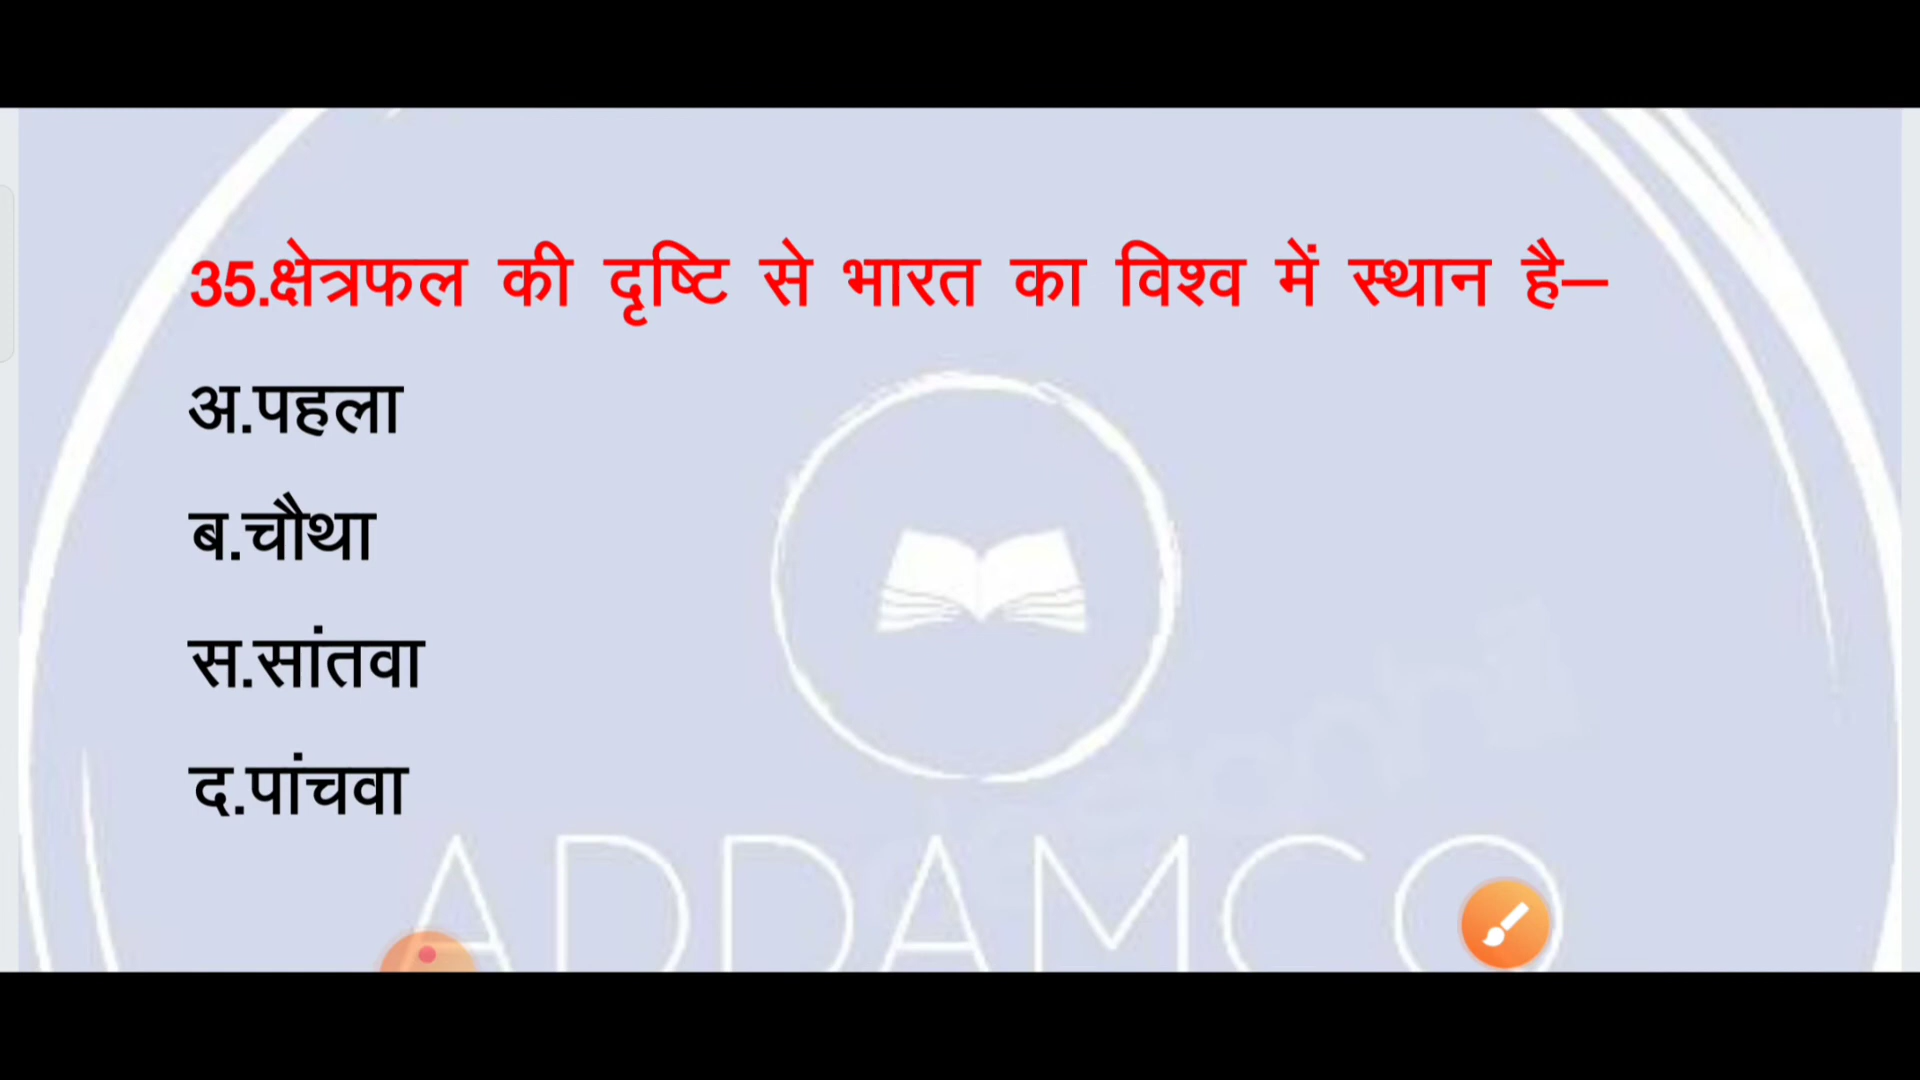 35.क्षेत्रफल की दृष्टि से भारत का विश्व में स्थान है–
अ.पहला
ब.चौथा
स.सांतवा
द.पांचवा
ADDAMCO